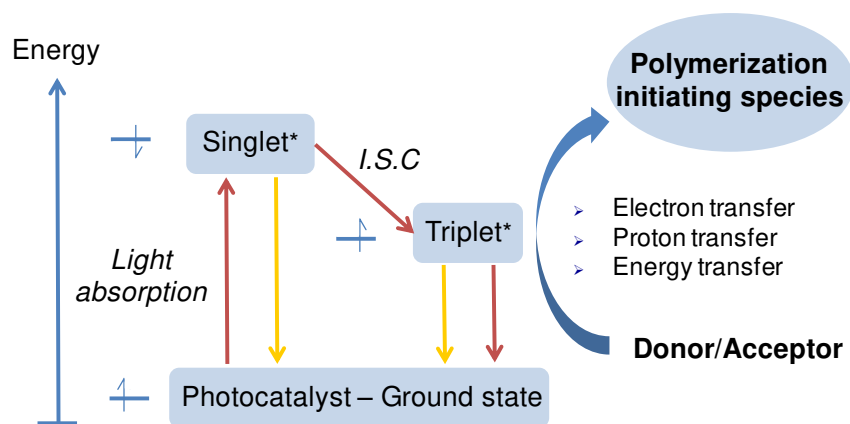 Energy
Polymerization
initiating species
Singlet*
I.S.C
Triplet*
Electron transfer
Proton transfer
Energy transfer
Light
absorption
Donor/Acceptor
Photocatalyst – Ground state